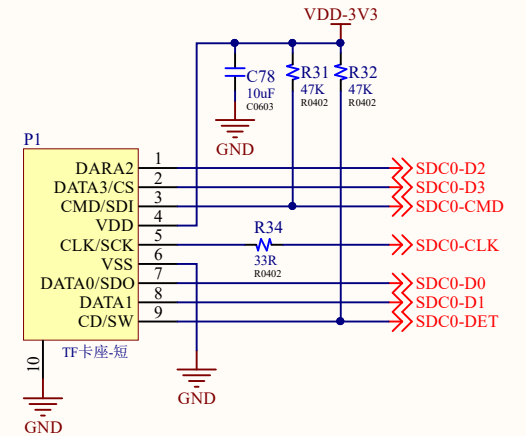 VDD-3V3
C78
10uF
C0603
R31
47K
R0402
R32
47K
R0402
GND
P1
DARA2 1 SDC0-D2
DATA3/CS 2 SDC0-D3
CMD/SDI 3 SDC0-CMD
VDD 4
R34
CLK/SCK 5 SDC0-CLK
33R
R0402
VSS 6
DATA0/SDO 7 SDC0-D0
DATA1 8 SDC0-D1
CD/SW 9 SDC0-DET
TF卡座-短
10
GND
GND